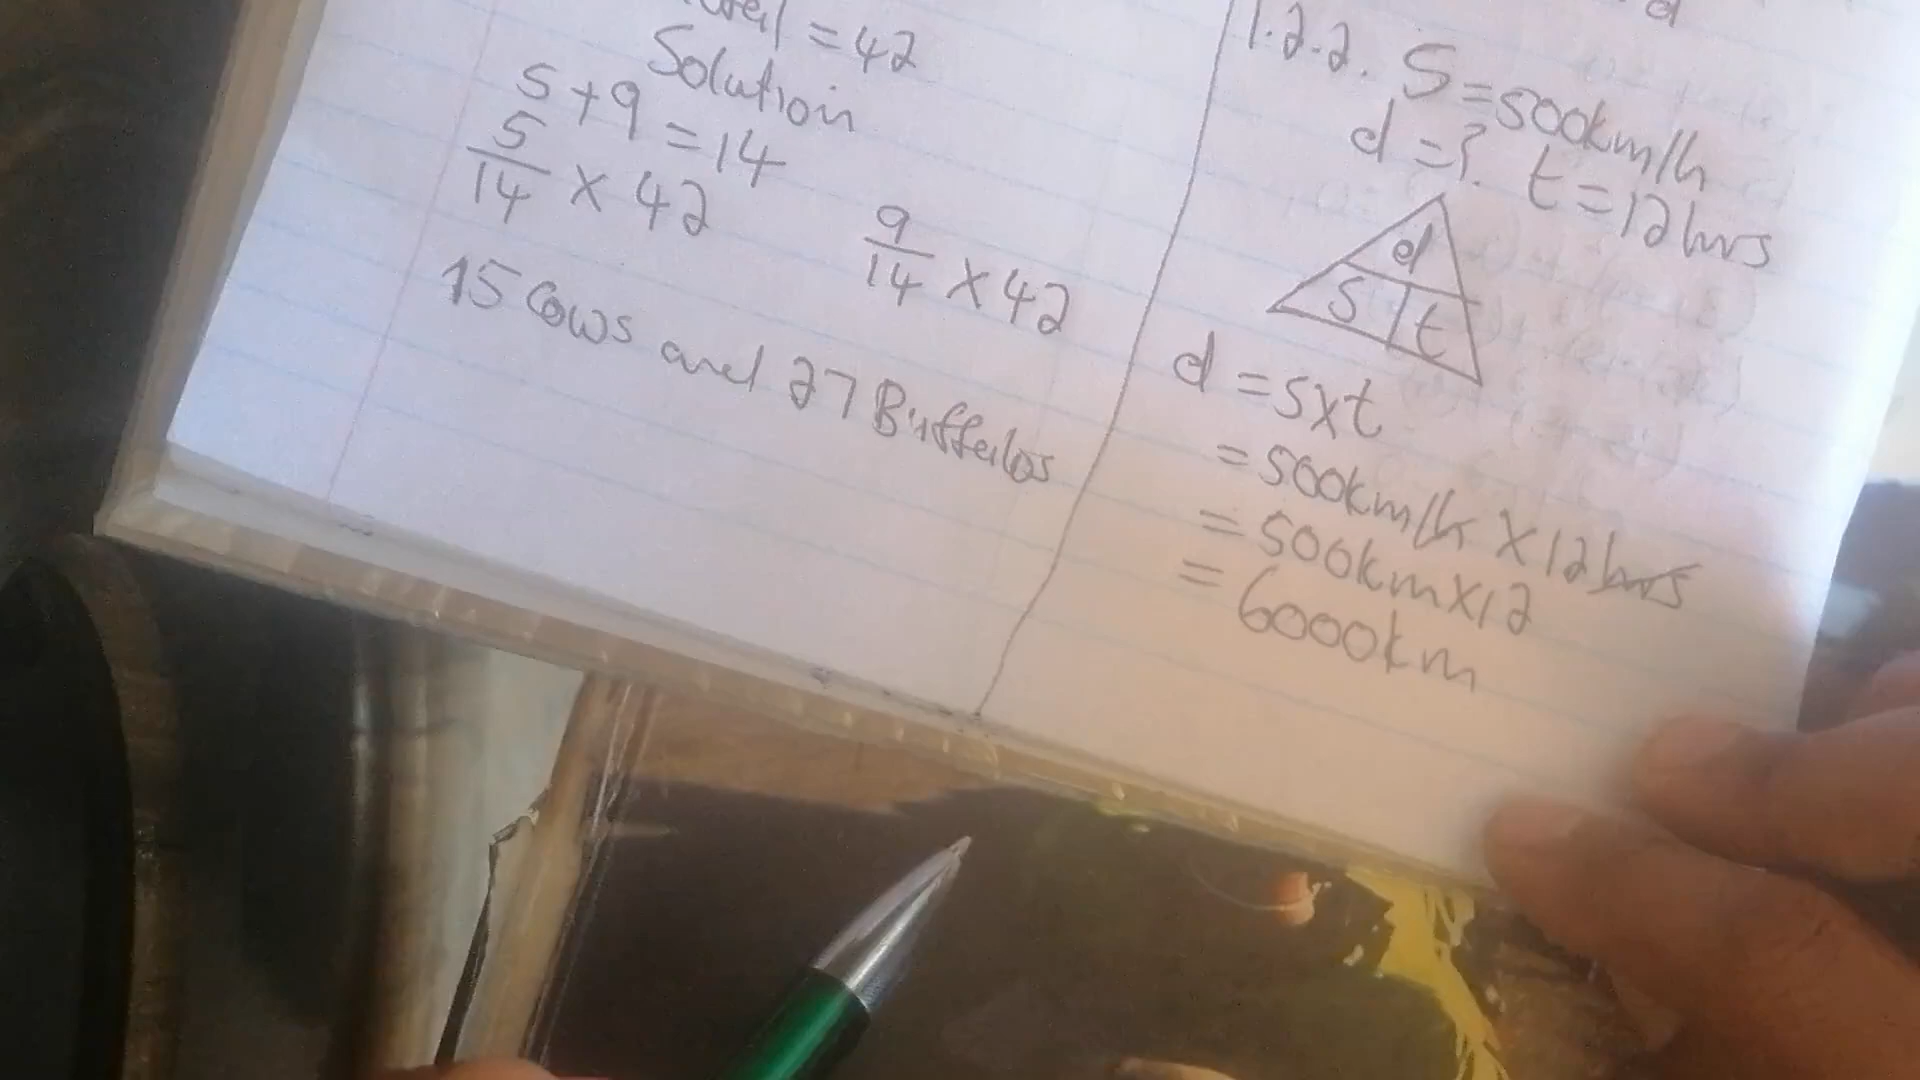 = 42
Solution
5 + 9 = 14
5/14 × 42
9/14 × 42
15 Cows and 27 Buffalos
d
1.2.2. S = 500km/h
d = ? t = 12hrs
d
S t
d = s×t
= 500km/h × 12hrs
= 500km×12
= 6000km